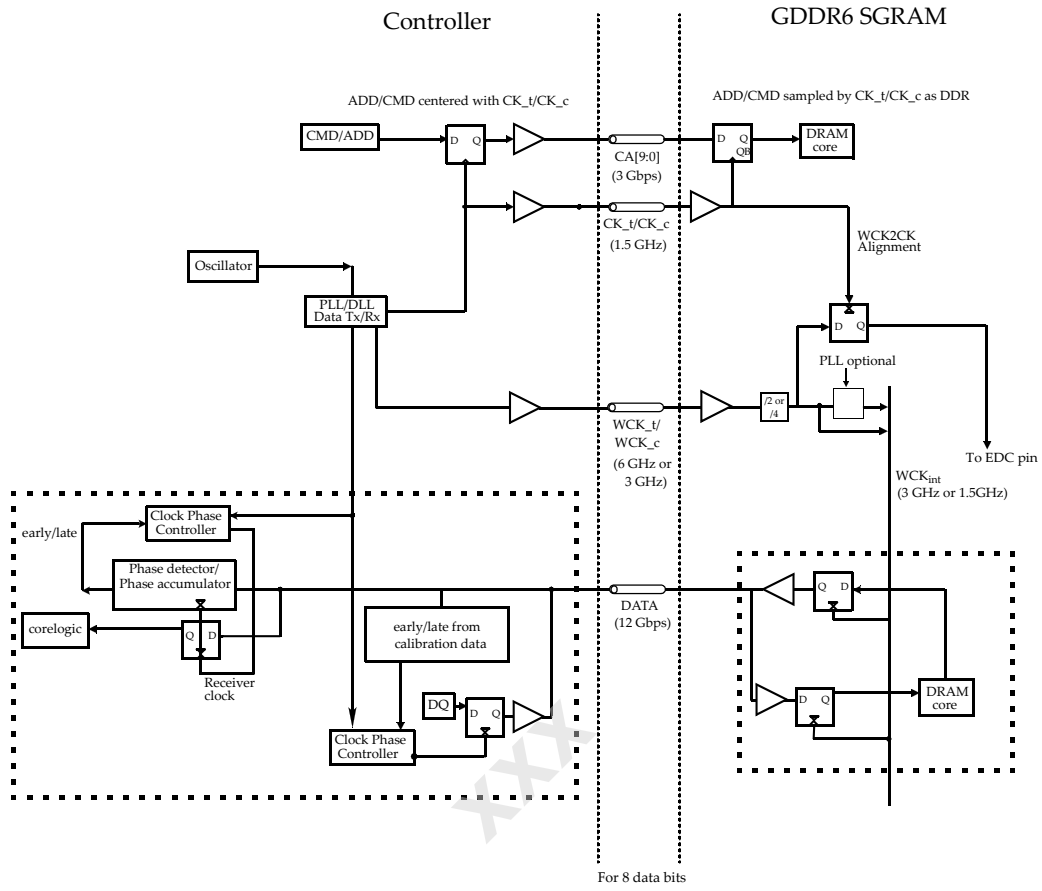 Controller
GDDR6 SGRAM
ADD/CMD centered with CK_t/CK_c
ADD/CMD sampled by CK_t/CK_c as DDR
CMD/ADD
D Q
D Q
QB
DRAM
core
CA[9:0]
(3 Gbps)
CK_t/CK_c
(1.5 GHz)
WCK2CK
Alignment
Oscillator
PLL/DLL
Data Tx/Rx
D Q
PLL optional
/2 or
/4
WCK_t/
WCK_c
(6 GHz or
3 GHz)
To EDC pin
WCKint
(3 GHz or 1.5GHz)
early/late
Clock Phase
Controller
Phase detector/
Phase accumulator
corelogic
Q D
Receiver
clock
early/late from
calibration data
DATA
(12 Gbps)
Q D
DQ
D Q
Clock Phase
Controller
D Q
DRAM
core
XXX
For 8 data bits